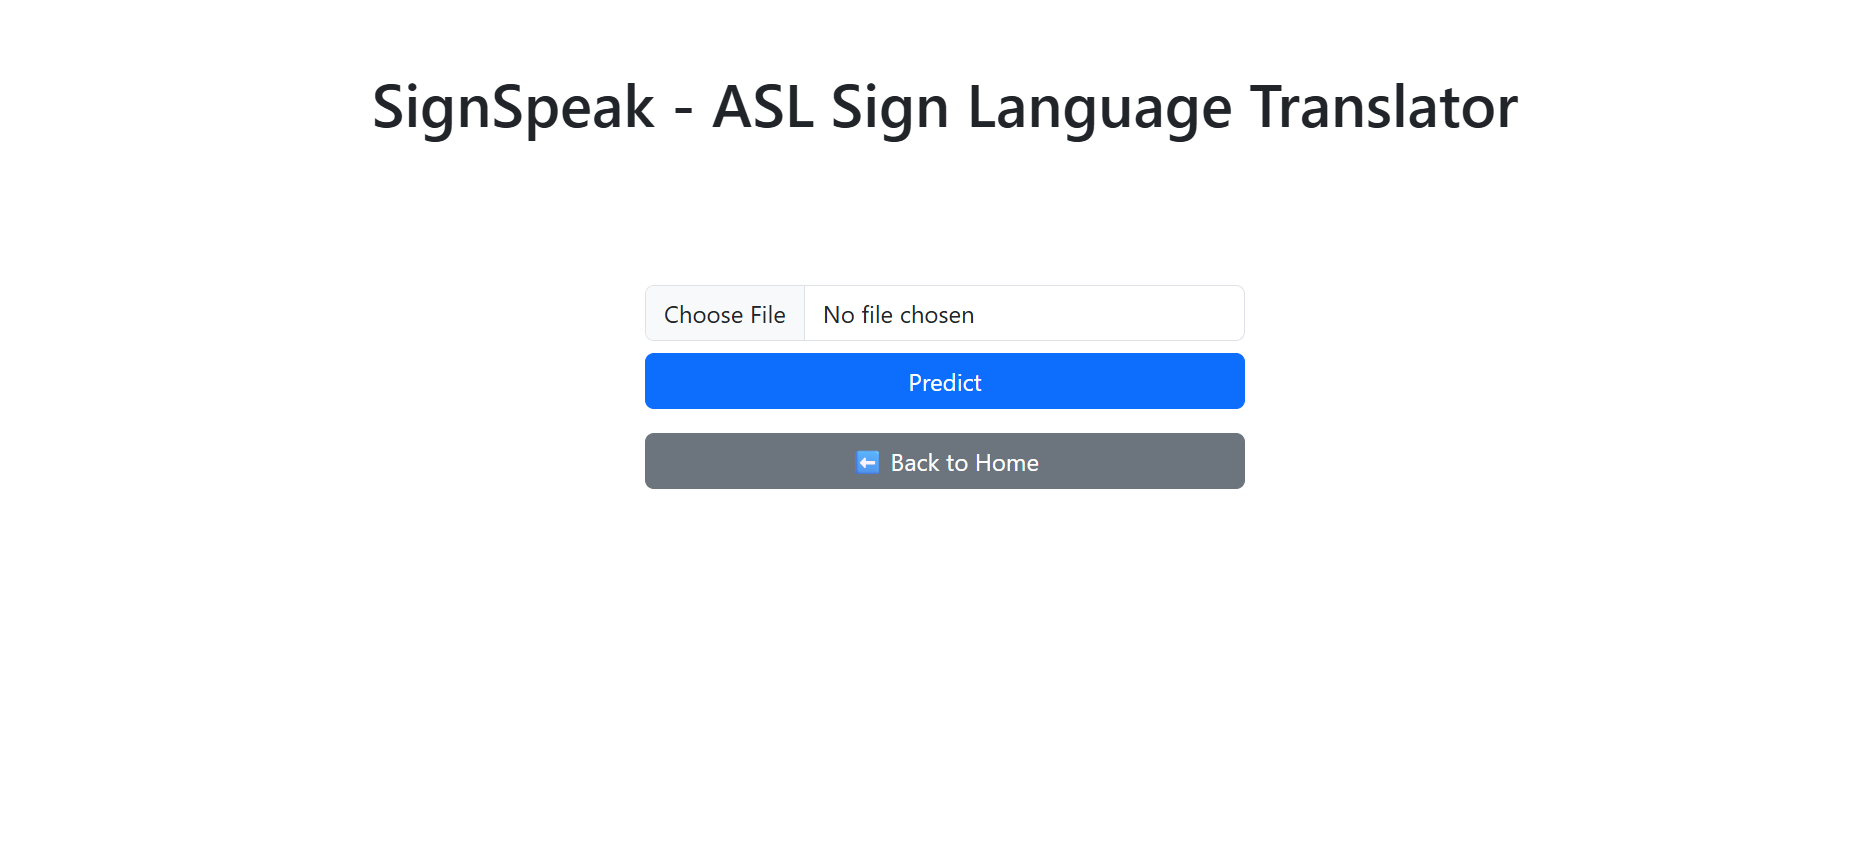 SignSpeak - ASL Sign Language Translator
Choose File No file chosen
Predict
⬅️ Back to Home